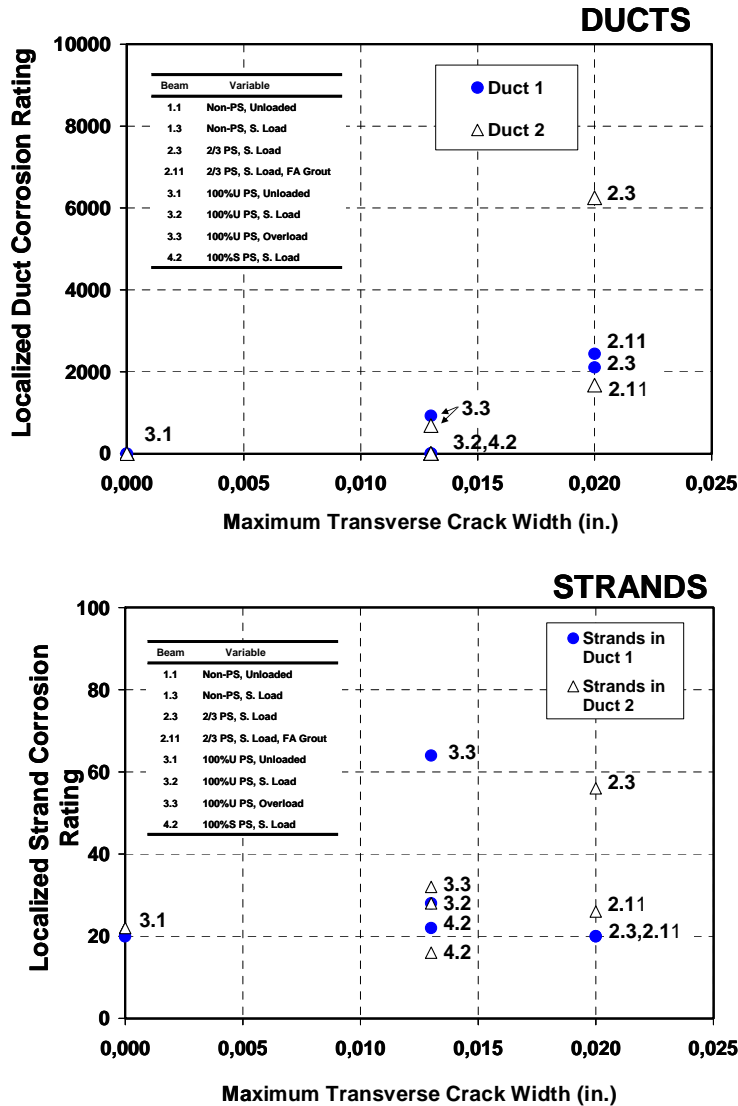 DUCTS
10000
8000
6000
4000
2000
0
Localized Duct Corrosion Rating
Beam Variable
1.1 Non-PS, Unloaded
1.3 Non-PS, S. Load
2.3 2/3 PS, S. Load
2.11 2/3 PS, S. Load, FA Grout
3.1 100%U PS, Unloaded
3.2 100%U PS, S. Load
3.3 100%U PS, Overload
4.2 100%S PS, S. Load
Duct 1
Duct 2
2.3
2.11
2.3
2.11
3.3
3.2,4.2
3.1
0,000 0,005 0,010 0,015 0,020 0,025
Maximum Transverse Crack Width (in.)
STRANDS
100
80
60
40
20
0
Localized Strand Corrosion
Rating
Beam Variable
1.1 Non-PS, Unloaded
1.3 Non-PS, S. Load
2.3 2/3 PS, S. Load
2.11 2/3 PS, S. Load, FA Grout
3.1 100%U PS, Unloaded
3.2 100%U PS, S. Load
3.3 100%U PS, Overload
4.2 100%S PS, S. Load
Strands in
Duct 1
Strands in
Duct 2
3.3
2.3
3.3
3.2
2.11
4.2
3.1
2.3,2.11
4.2
0,000 0,005 0,010 0,015 0,020 0,025
Maximum Transverse Crack Width (in.)